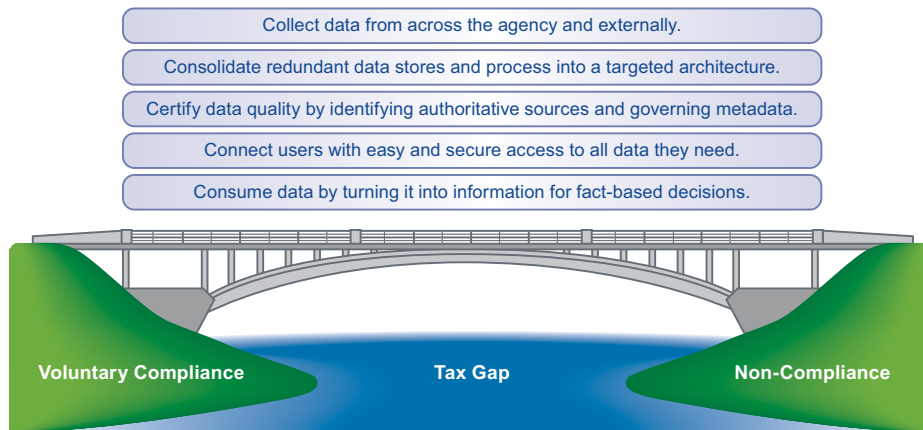 Collect data from across the agency and externally.
Consolidate redundant data stores and process into a targeted architecture.
Certify data quality by identifying authoritative sources and governing metadata.
Connect users with easy and secure access to all data they need.
Consume data by turning it into information for fact-based decisions.
Voluntary Compliance
Tax Gap
Non-Compliance